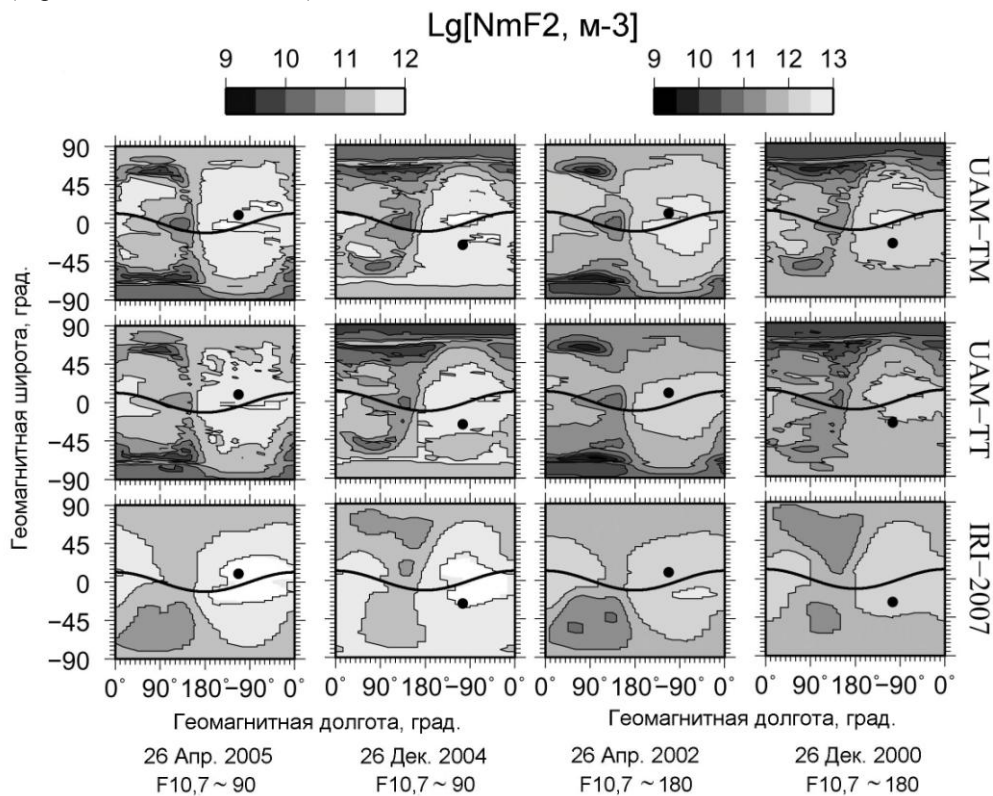 Lg[NmF2, м-3]
9 10 11 12 9 10 11 12 13
90 45 0 −45 −90 UAM−TM
90 45 0 −45 −90 UAM−TT
90 45 0 −45 −90 IRI−2007
Геомагнитная широта, град.
0° 90° 180°−90° 0° 0° 90° 180°−90° 0° 0° 90° 180°−90° 0° 0° 90° 180°−90° 0°
Геомагнитная долгота, град. Геомагнитная долгота, град.
26 Апр. 2005 26 Дек. 2004 26 Апр. 2002 26 Дек. 2000
F10,7 ~ 90 F10,7 ~ 90 F10,7 ~ 180 F10,7 ~ 180